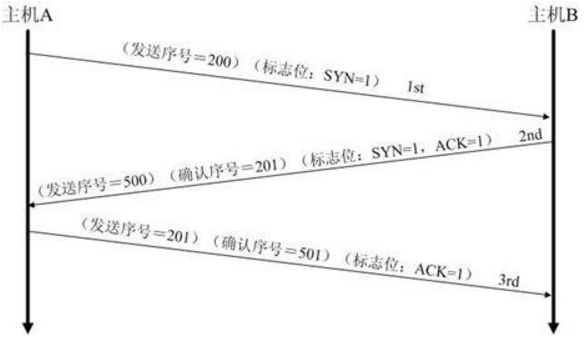 主机A
主机B
(发送序号=200)(标志位：SYN=1) 1st
(发送序号=500)(确认序号=201)(标志位：SYN=1，ACK=1) 2nd
(发送序号=201)(确认序号=501)(标志位：ACK=1) 3rd